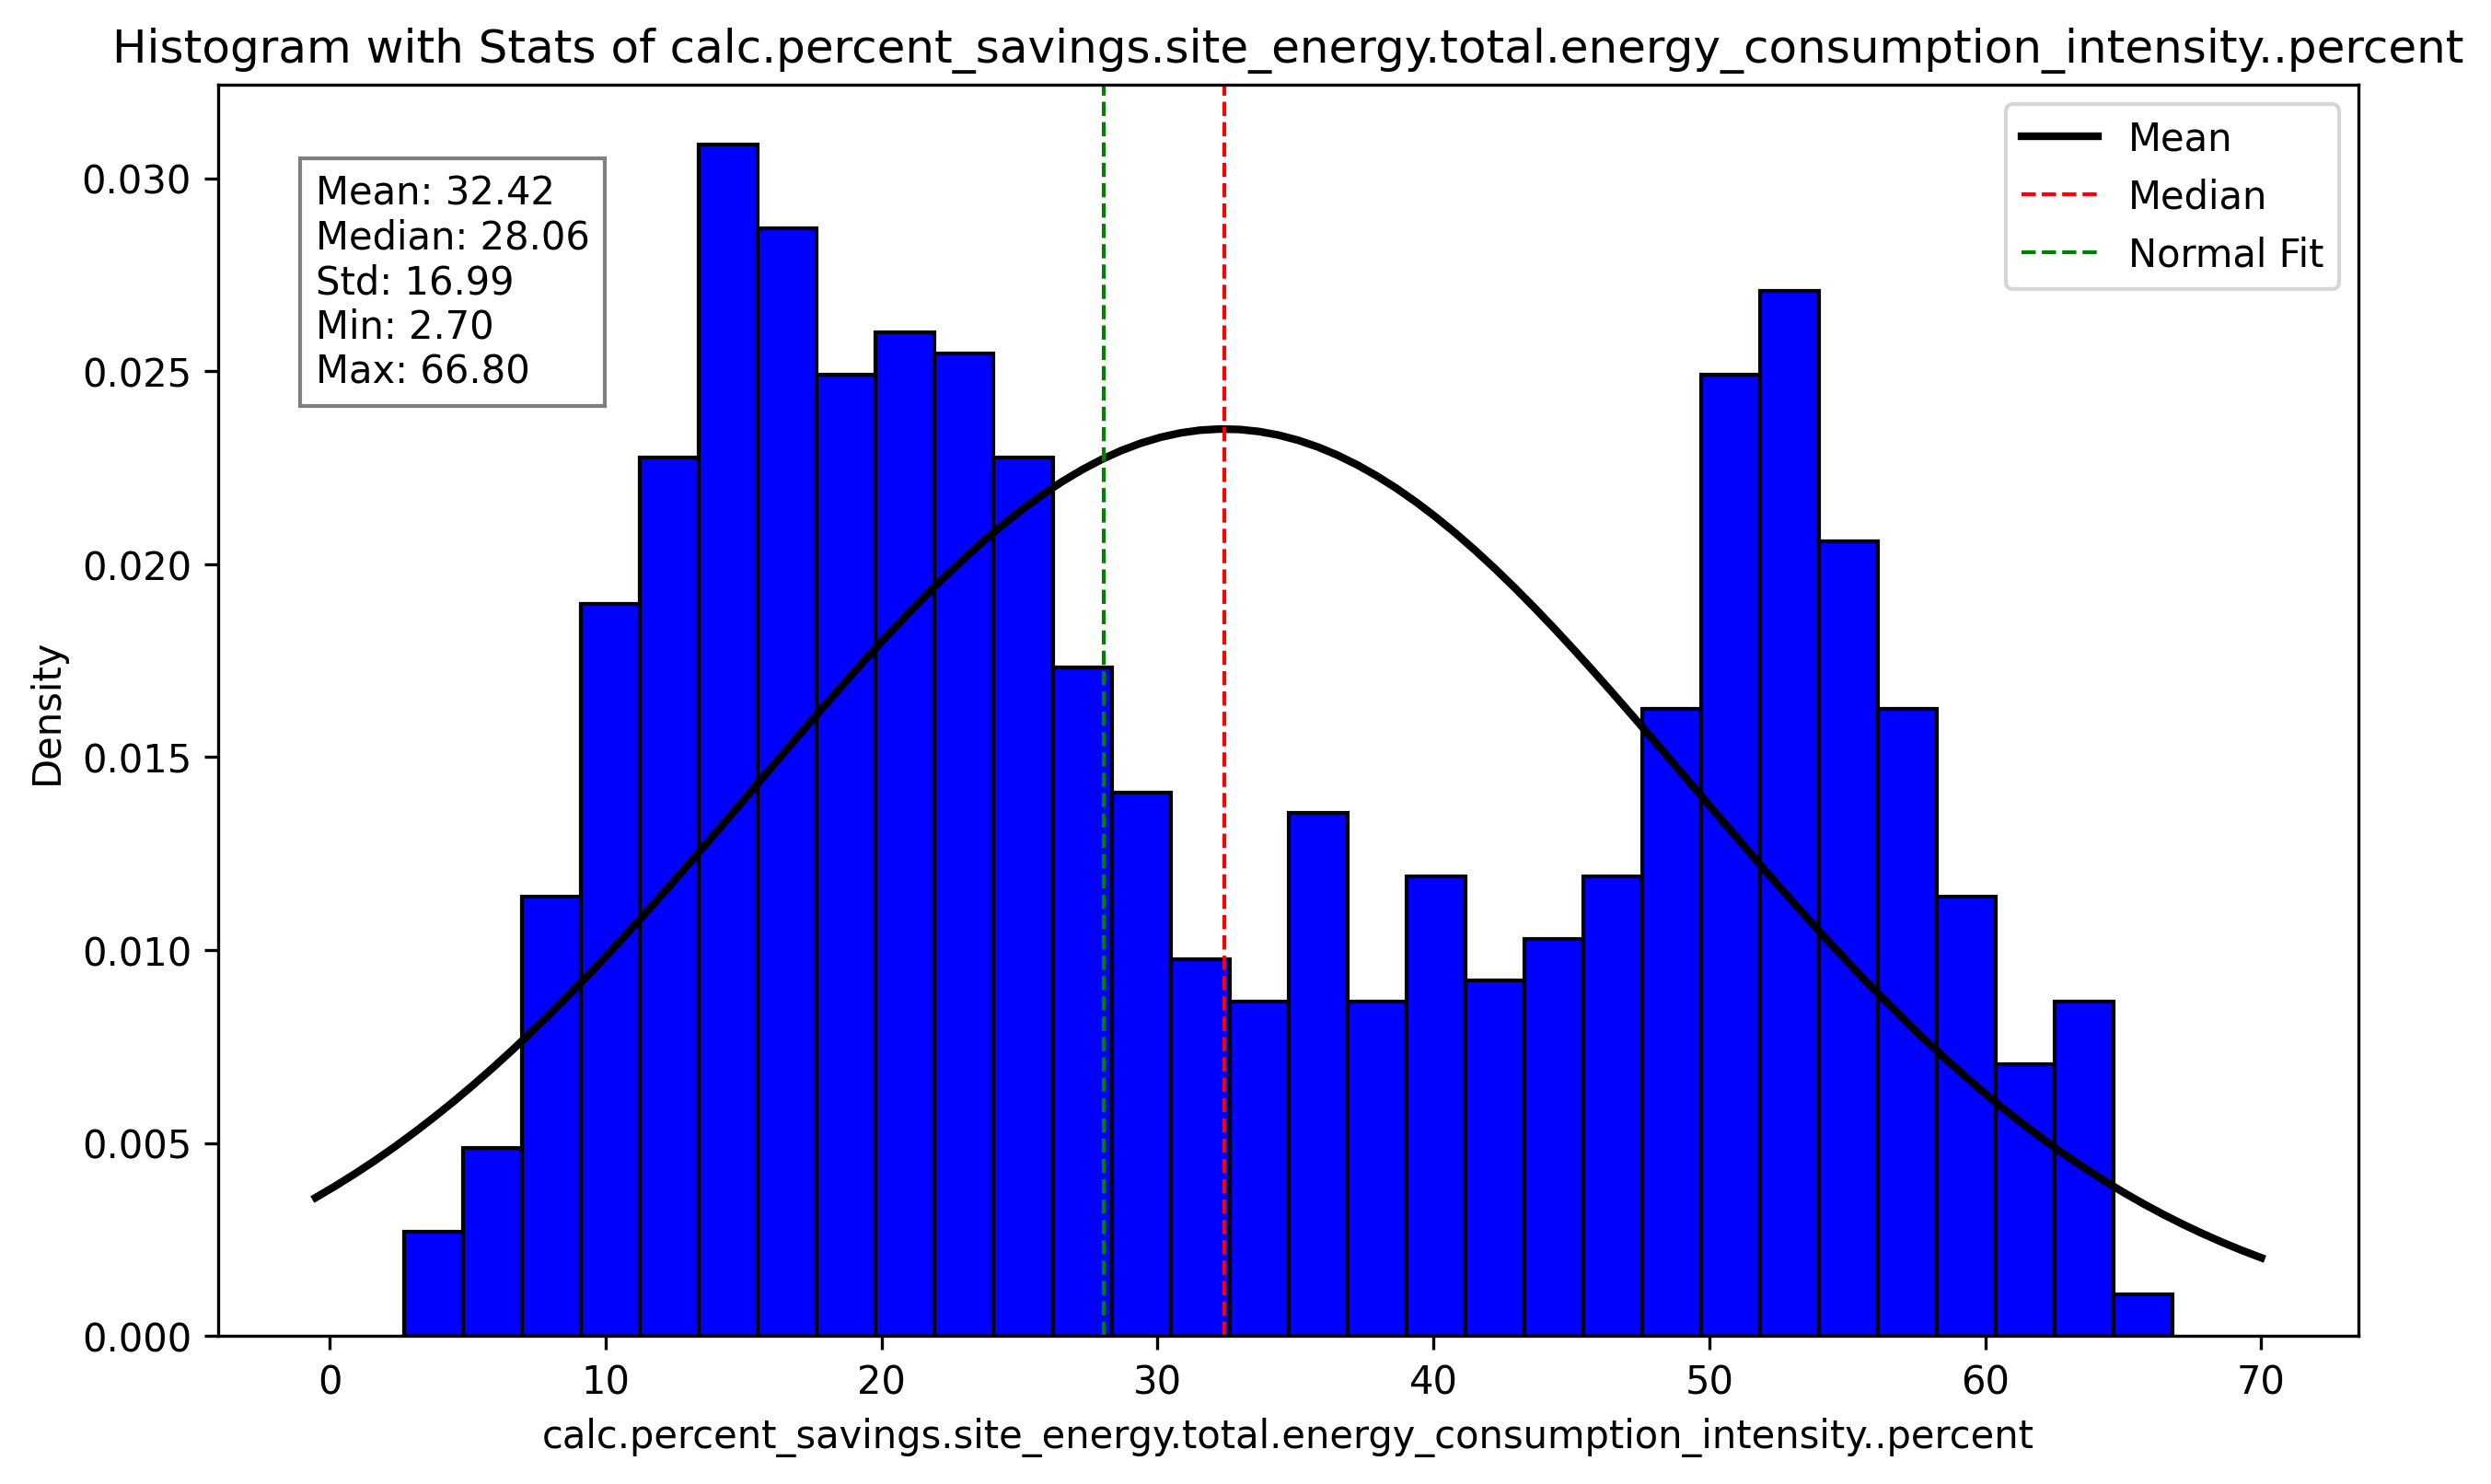 Histogram with Stats of calc.percent_savings.site_energy.total.energy_consumption_intensity..percent
Mean: 32.42
Median: 28.06
Std: 16.99
Min: 2.70
Max: 66.80
Mean
Median
Normal Fit
Density
0.030
0.025
0.020
0.015
0.010
0.005
0.000
0 10 20 30 40 50 60 70
calc.percent_savings.site_energy.total.energy_consumption_intensity..percent